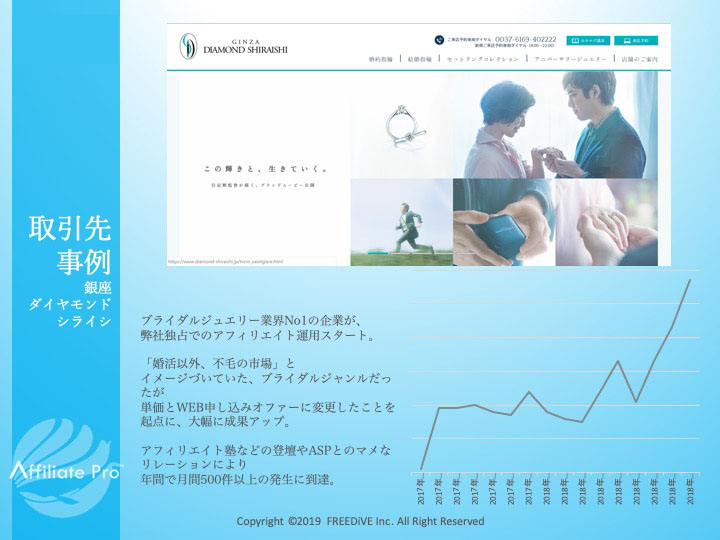 GINZA
DIAMOND SHIRAISHI
ご来店予約専用ダイヤル 0037-6169-402222
婚約指輪 結婚指輪 セットリングコレクション アニバーサリージュエリー 店舗のご案内
この輝きと、生きていく。
https://www.diamond-shiraishi.jp/
取引先
事例
銀座
ダイヤモンド
シライシ
ブライダルジュエリー業界No1の企業が、
弊社独占でのアフィリエイト運用スタート。
「婚活以外、不毛の市場」と
イメージづいていた、ブライダルジャンルだっ
たが
単価とWEB申し込みオファーに変更したことを
起点に、大幅に成果アップ。
アフィリエイト塾などの登壇やASPとのマメな
リレーションにより
年間で月間500件以上の発生に到達。
2017年… 2017年… 2017年… 2017年… 2017年… 2017年… 2017年… 2018年… 2018年… 2018年… 2018年… 2018年… 2018年… 2018年… 2018年… 2018年…
Affiliate Pro
Copyright ©2019 FREEDiVE Inc. All Right Reserved